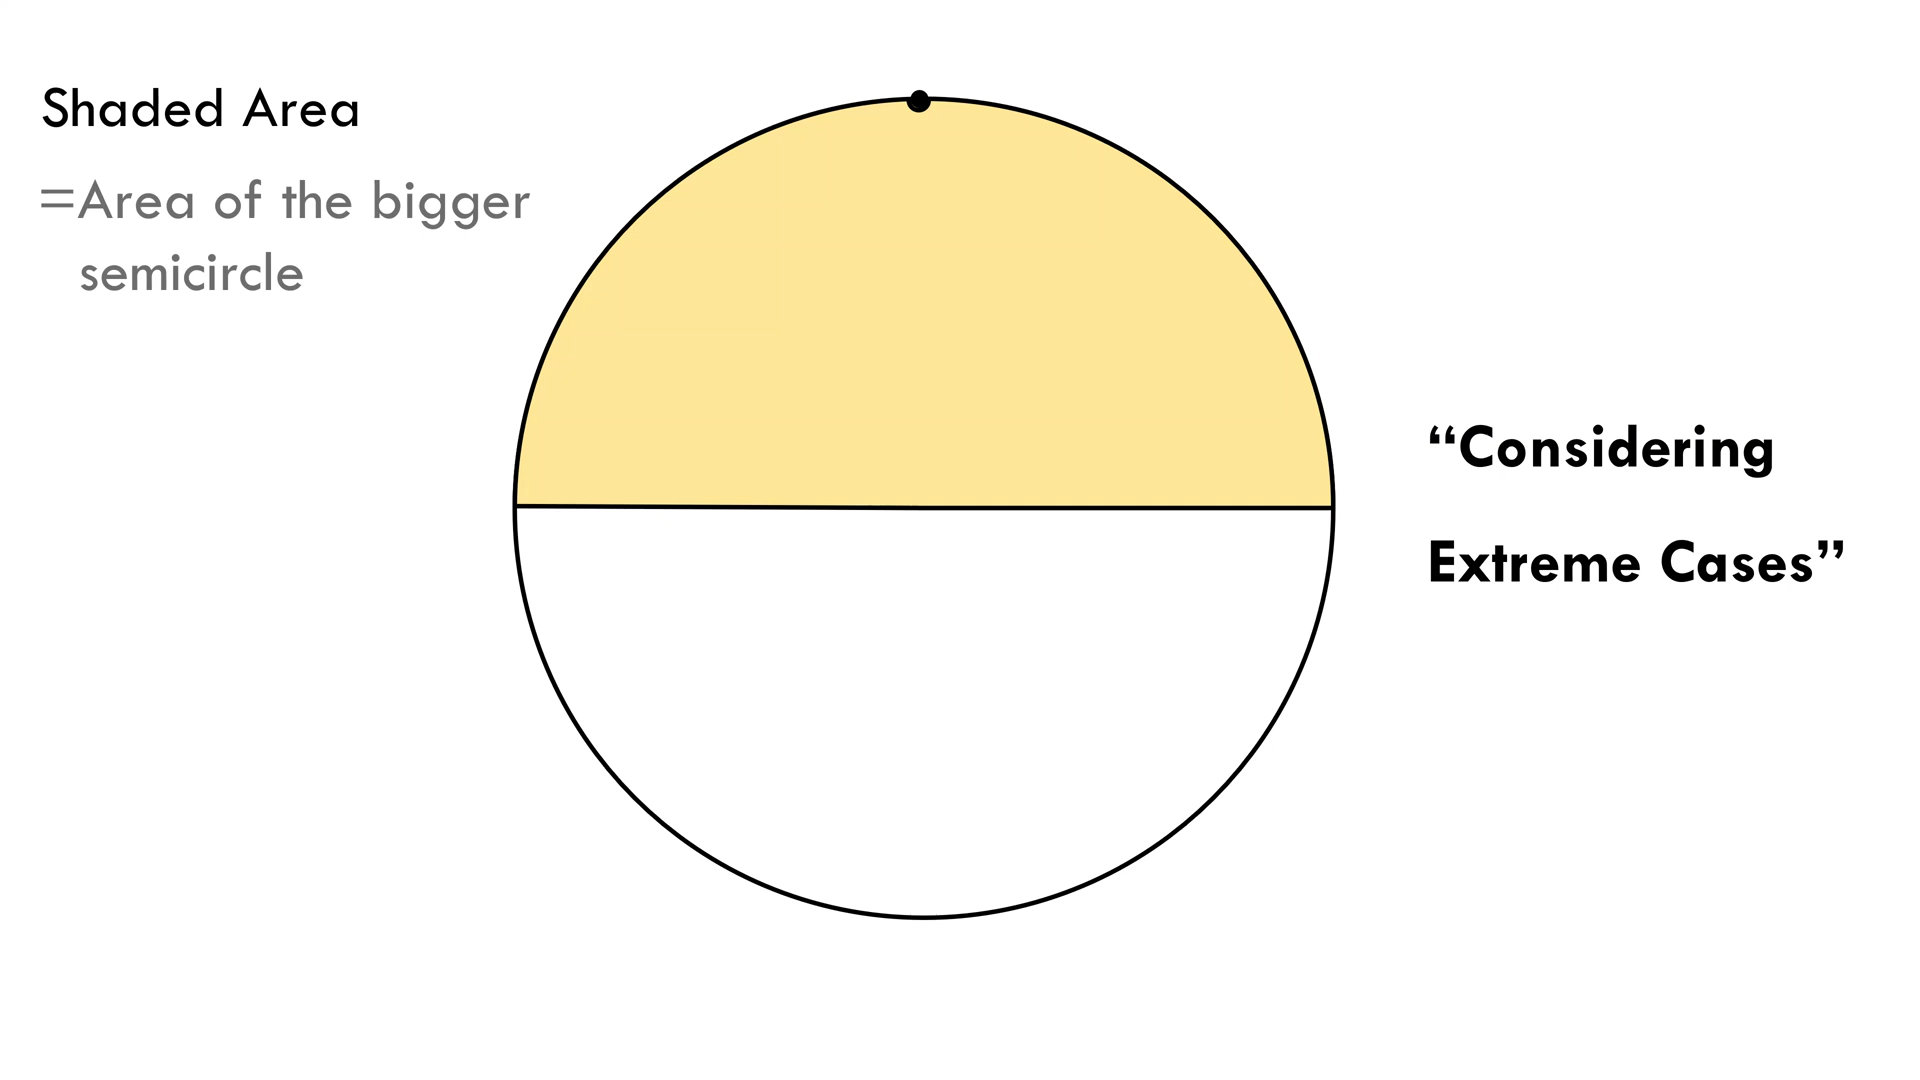 Shaded Area
=Area of the bigger
semicircle
“Considering
Extreme Cases”